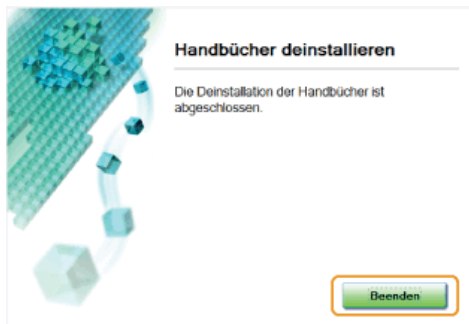 Handbücher deinstallieren
Die Deinstallation der Handbücher ist
abgeschlossen.
Beenden